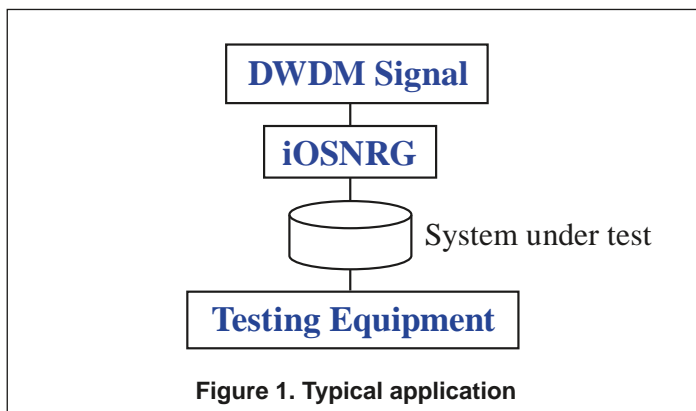 DWDM Signal
iOSNRG
System under test
Testing Equipment
Figure 1. Typical application